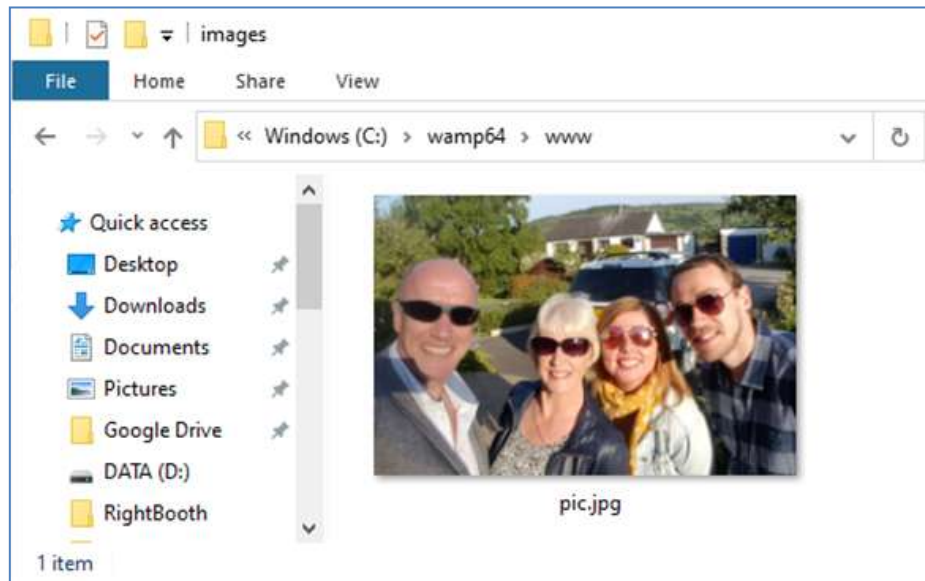 images
File Home Share View
« Windows (C:) › wamp64 › www
Quick access
Desktop
Downloads
Documents
Pictures
Google Drive
DATA (D:)
RightBooth
pic.jpg
1 item